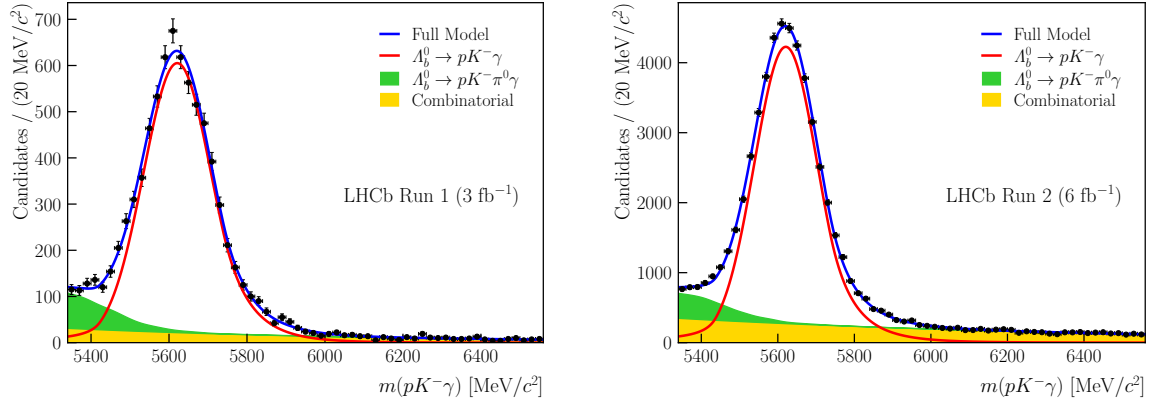 Candidates / (20 MeV/c²)
700
600
500
400
300
200
100
0
5400
5600
5800
6000
6200
6400
m(pK⁻γ) [MeV/c²]
Full Model
Λ⁰_b → pK⁻γ
Λ⁰_b → pK⁻π⁰γ
Combinatorial
LHCb Run 1 (3 fb⁻¹)
Candidates / (20 MeV/c²)
4000
3000
2000
1000
0
5400
5600
5800
6000
6200
6400
m(pK⁻γ) [MeV/c²]
Full Model
Λ⁰_b → pK⁻γ
Λ⁰_b → pK⁻π⁰γ
Combinatorial
LHCb Run 2 (6 fb⁻¹)